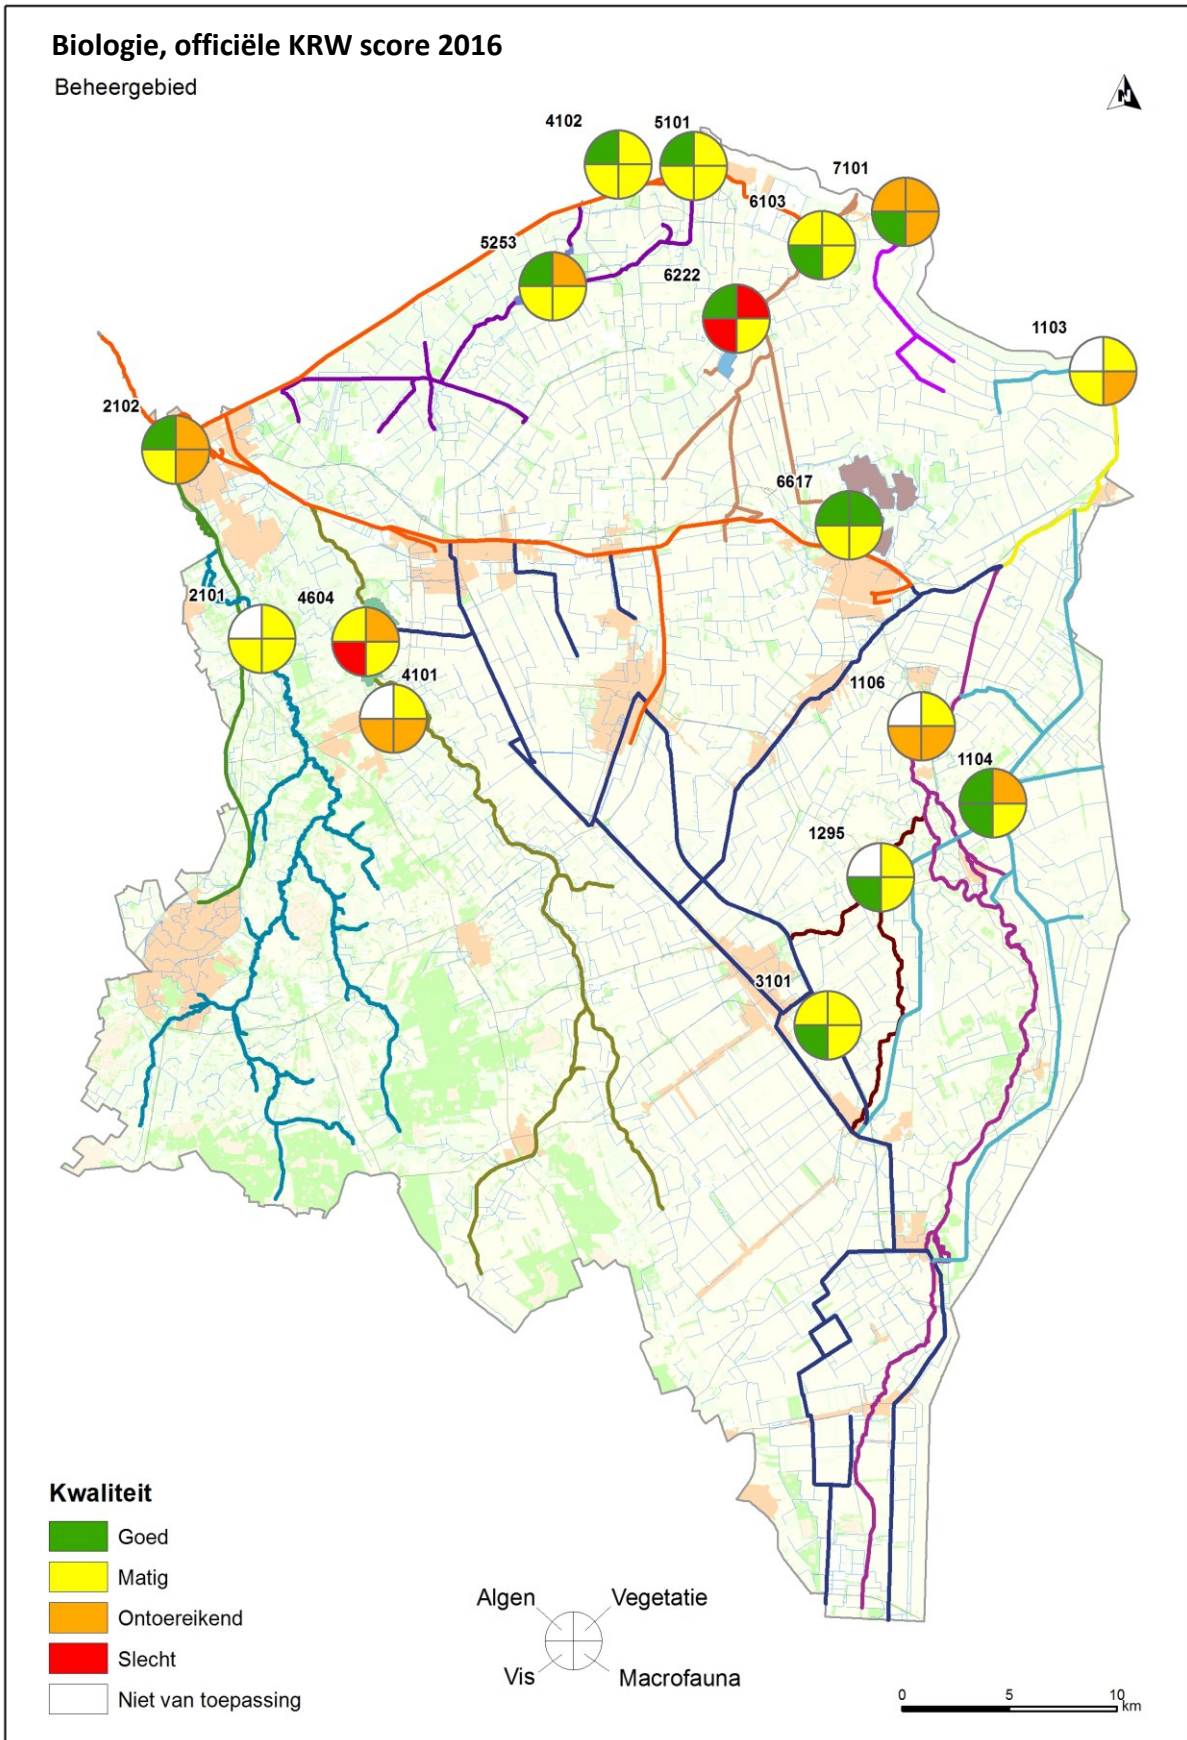 Biologie, officiële KRW score 2016
Beheergebied
N
4102
5101
7101
6103
5253
6222
1103
2102
6617
2101
4604
4101
1106
1104
1295
3101
Kwaliteit
Goed
Matig
Ontoereikend
Slecht
Niet van toepassing
Algen
Vegetatie
Vis
Macrofauna
0 5 10
km